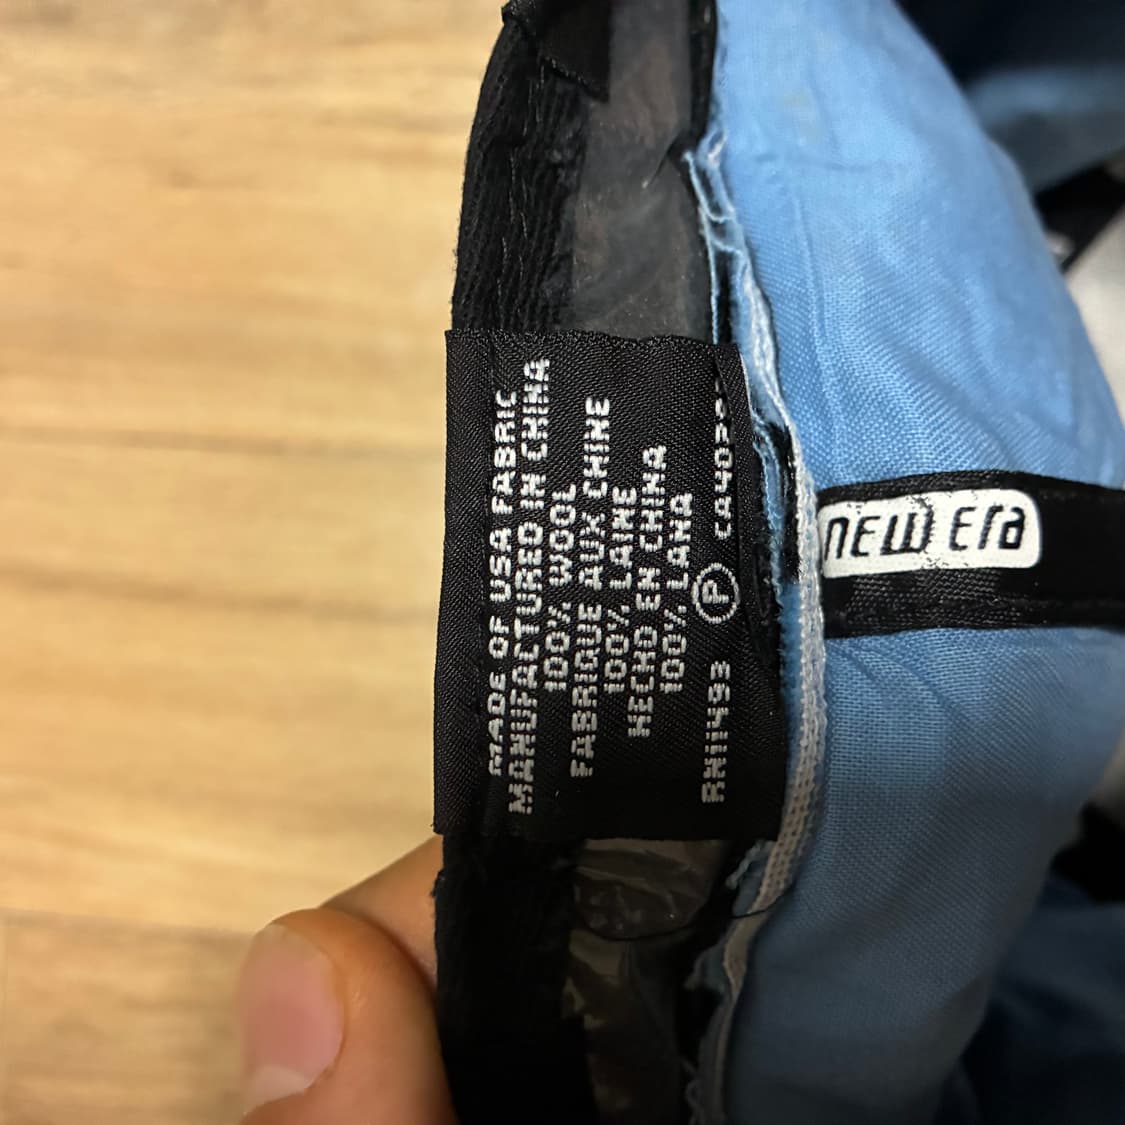 MADE OF USA FABRIC
MANUFACTURED IN CHINA
100% WOOL
FABRIQUE AUX CHINE
100% LAINE
HECHO EN CHINA
100% LANA
RN11493 P
new era